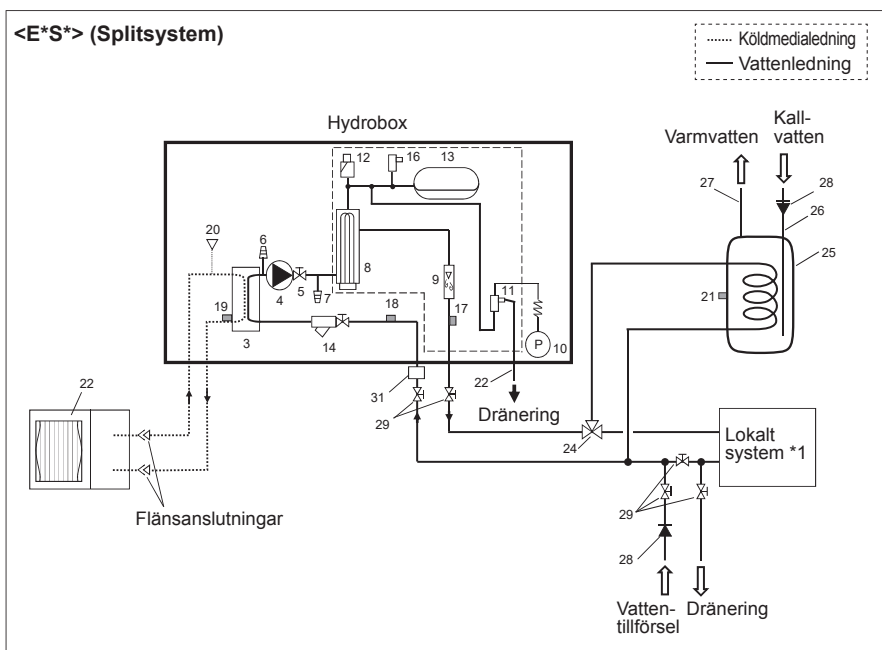 <E*S*> (Splitsystem)
Köldmedialedning
Vattenledning
Hydrobox
Varmvatten
Kall-
vatten
12
16
13
28
27
26
20
6
25
8
9
4
5
7
11
21
19
17
18
3
14
10
P
22
31
22
29
Dränering
24
Lokalt
system *1
Flänsanslutningar
29
28
Vatten-
tillförsel
Dränering